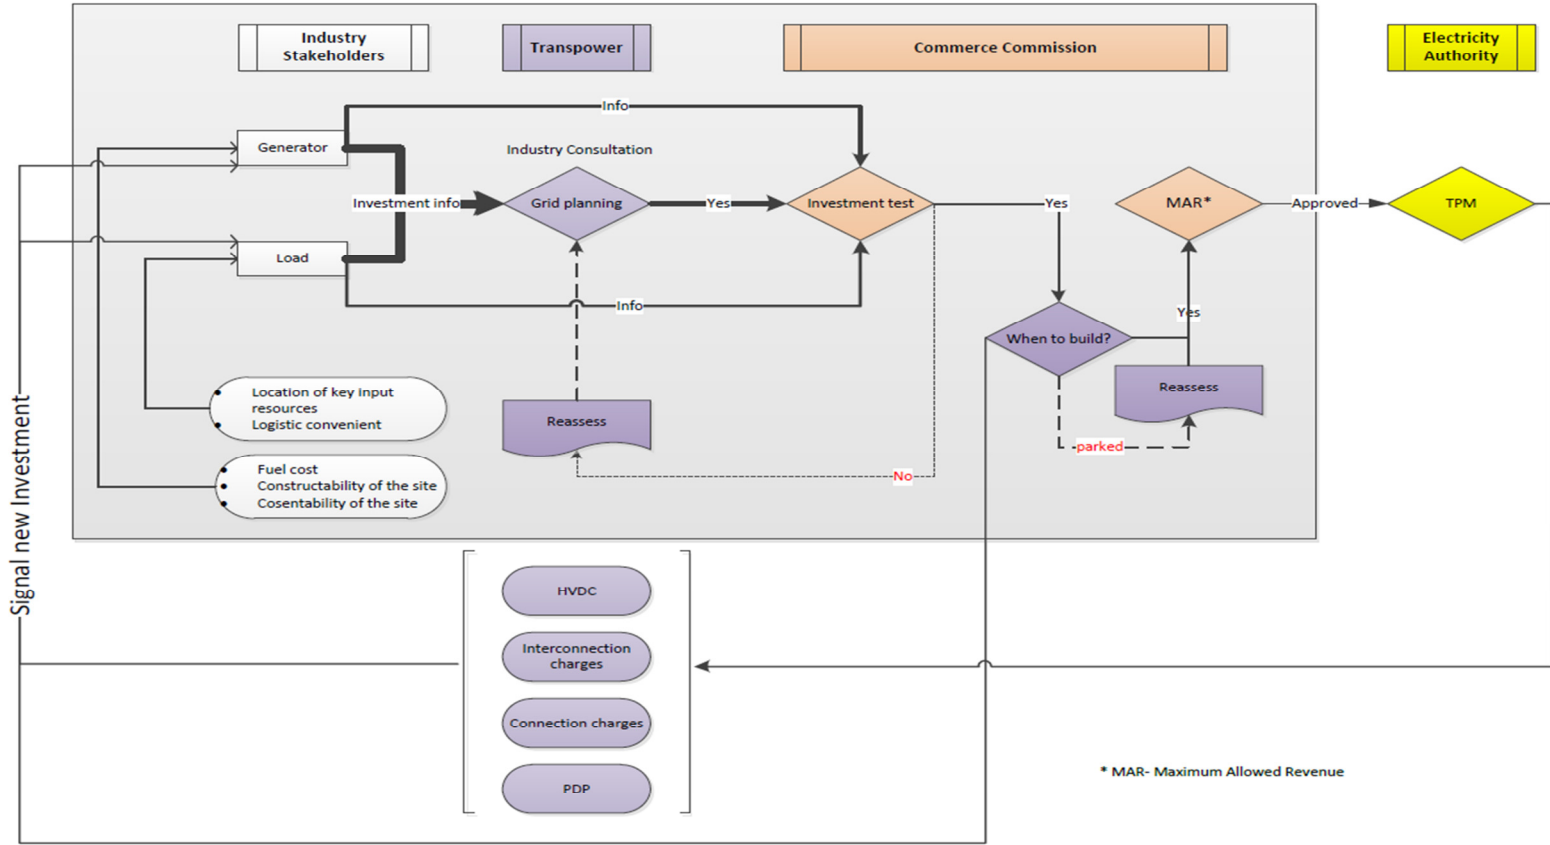 Industry
Stakeholders
Transpower
Commerce Commission
Electricity
Authority
Info
Generator
Industry Consultation
Investment info
Grid planning
Yes
Investment test
Yes
MAR*
Approved
TPM
Load
Info
When to build?
Yes
Reassess
• Location of key input
resources
• Logistic convenient
Reassess
parked
• Fuel cost
• Constructability of the site
• Cosentability of the site
No
Signal new Investment
HVDC
Interconnection
charges
Connection charges
PDP
* MAR- Maximum Allowed Revenue